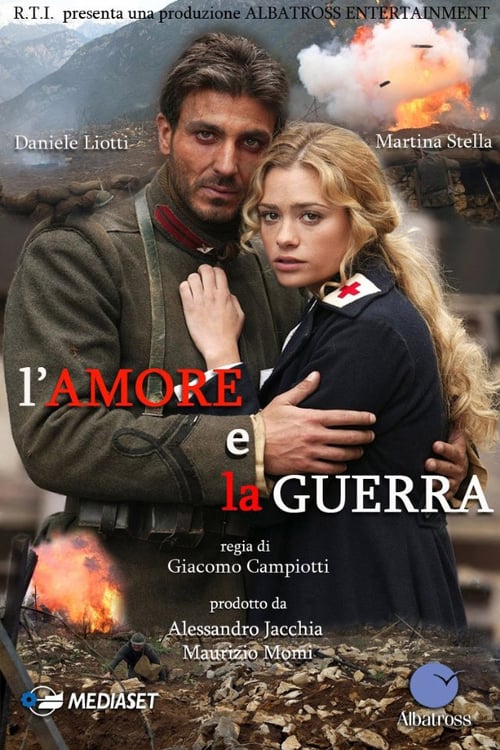 R.T.I. presenta una produzione ALBATROSS ENTERTAINMENT
Daniele Liotti
Martina Stella
l'AMORE
e
la GUERRA
regia di
Giacomo Campiotti
prodotto da
Alessandro Jacchia
Maurizio Momi
MEDIASET
Albatross